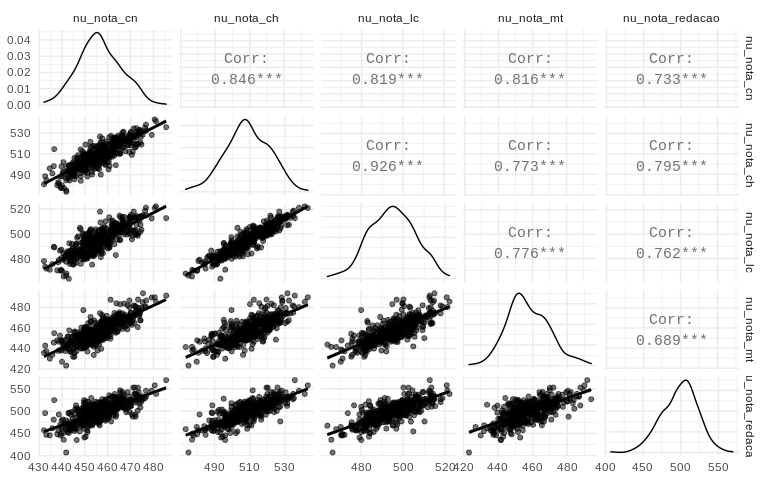 nu_nota_cn nu_nota_ch nu_nota_lc nu_nota_mt nu_nota_redacao
0.04
0.03
0.02
0.01
0.00
Corr:
0.846***
Corr:
0.819***
Corr:
0.816***
Corr:
0.733***
nu_nota_cn
530
510
490
Corr:
0.926***
Corr:
0.773***
Corr:
0.795***
nu_nota_ch
520
500
480
Corr:
0.776***
Corr:
0.762***
nu_nota_lc
480
460
440
420
Corr:
0.689***
nu_nota_mt
550
500
450
400
u_nota_redaca
430 440 450 460 470 480 490 510 530 480 500 520 420 440 460 480 400 450 500 550